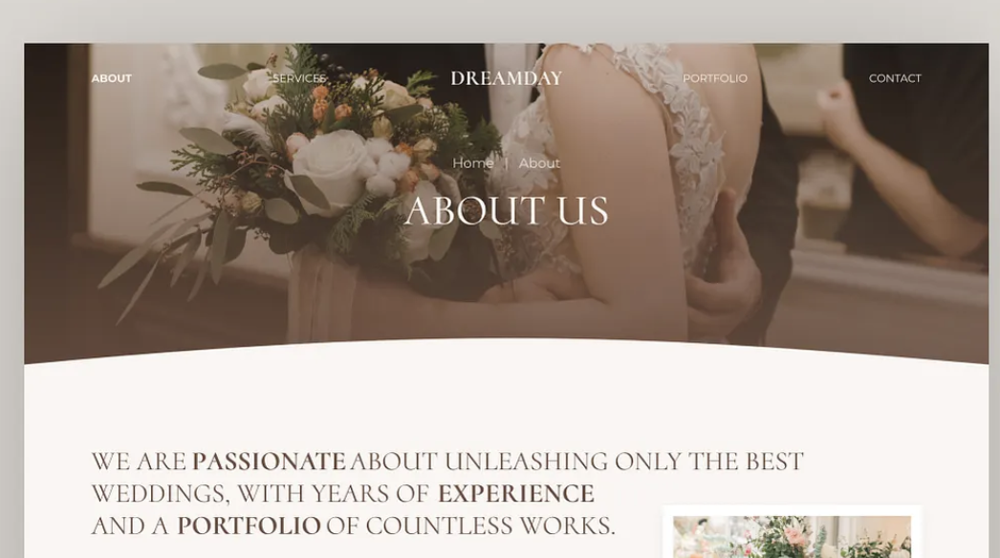 ABOUT SERVICES DREAMDAY PORTFOLIO CONTACT
Home | About
ABOUT US
WE ARE PASSIONATE ABOUT UNLEASHING ONLY THE BEST
WEDDINGS, WITH YEARS OF EXPERIENCE
AND A PORTFOLIO OF COUNTLESS WORKS.